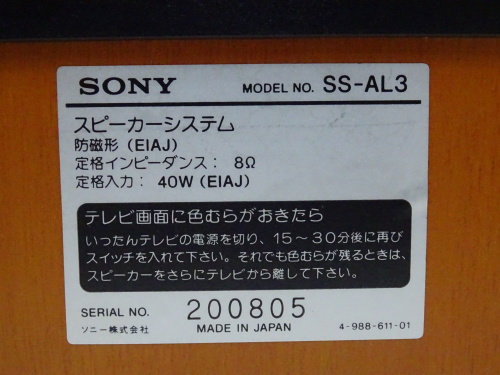 SONY MODEL NO. SS-AL3
スピーカーシステム
防磁形 (EIAJ)
定格インピーダンス: 8Ω
定格入力: 40W (EIAJ)
テレビ画面に色むらがおきたら
いったんテレビの電源を切り、15〜30分後に再び
スイッチを入れて下さい。それでも色むらが残るときは、
スピーカーをさらにテレビから離して下さい。
SERIAL NO. 200805
ソニー株式会社 MADE IN JAPAN 4-988-611-01